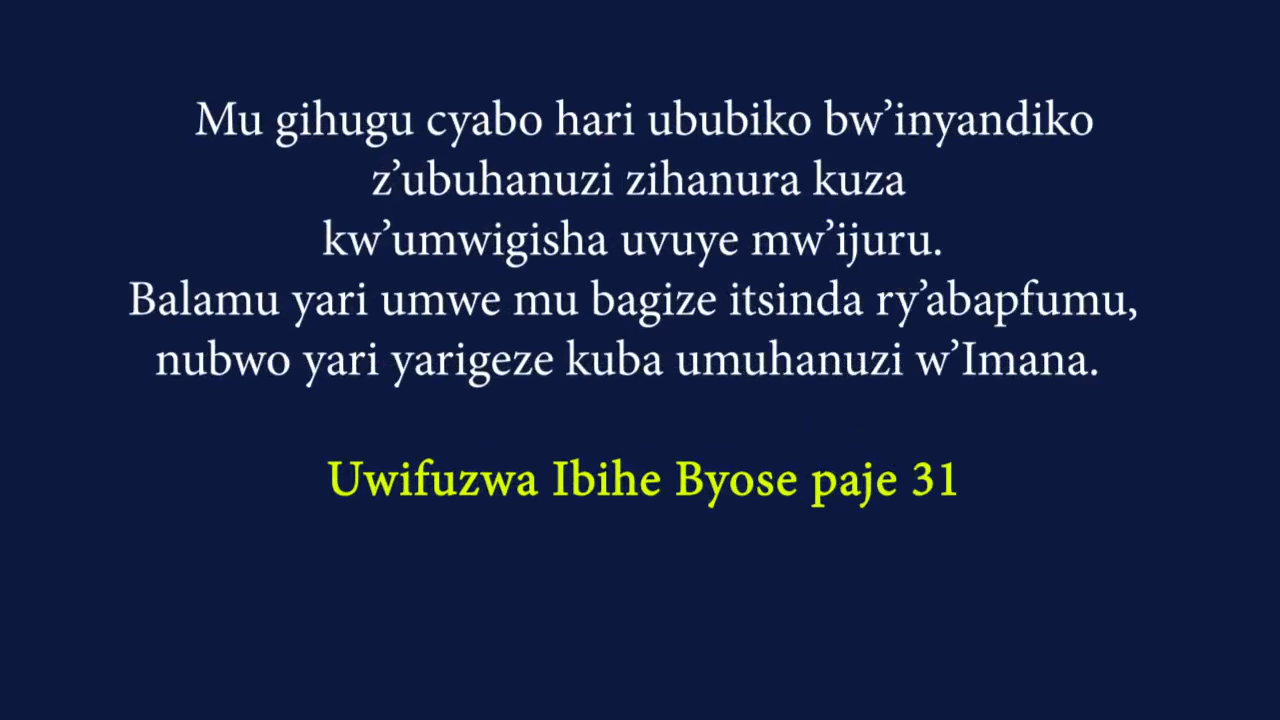 Mu gihugu cyabo hari ububiko bw’inyandiko
z’ubuhanuzi zihanura kuza
kw’umwigisha uvuye mw’ijuru.
Balamu yari umwe mu bagize itsinda ry’abapfumu,
nubwo yari yarigeze kuba umuhanuzi w’Imana.
Uwifuzwa Ibihe Byose paje 31